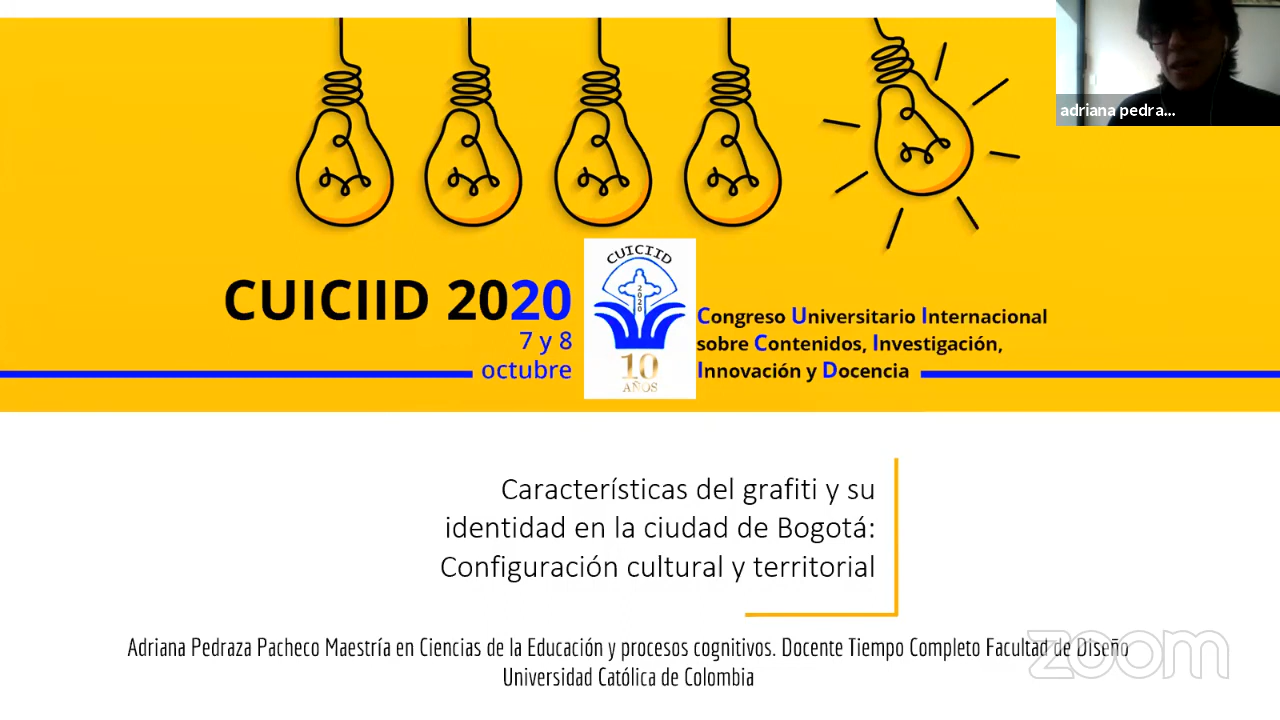 adriana pedra...
CUICIID
2020
10
AÑOS
CUICIID 2020
7 y 8
octubre
Congreso Universitario Internacional
sobre Contenidos, Investigación,
Innovación y Docencia
Características del grafiti y su
identidad en la ciudad de Bogotá:
Configuración cultural y territorial
Adriana Pedraza Pacheco Maestría en Ciencias de la Educación y procesos cognitivos. Docente Tiempo Completo Facultad de Diseño
Universidad Católica de Colombia
zoom